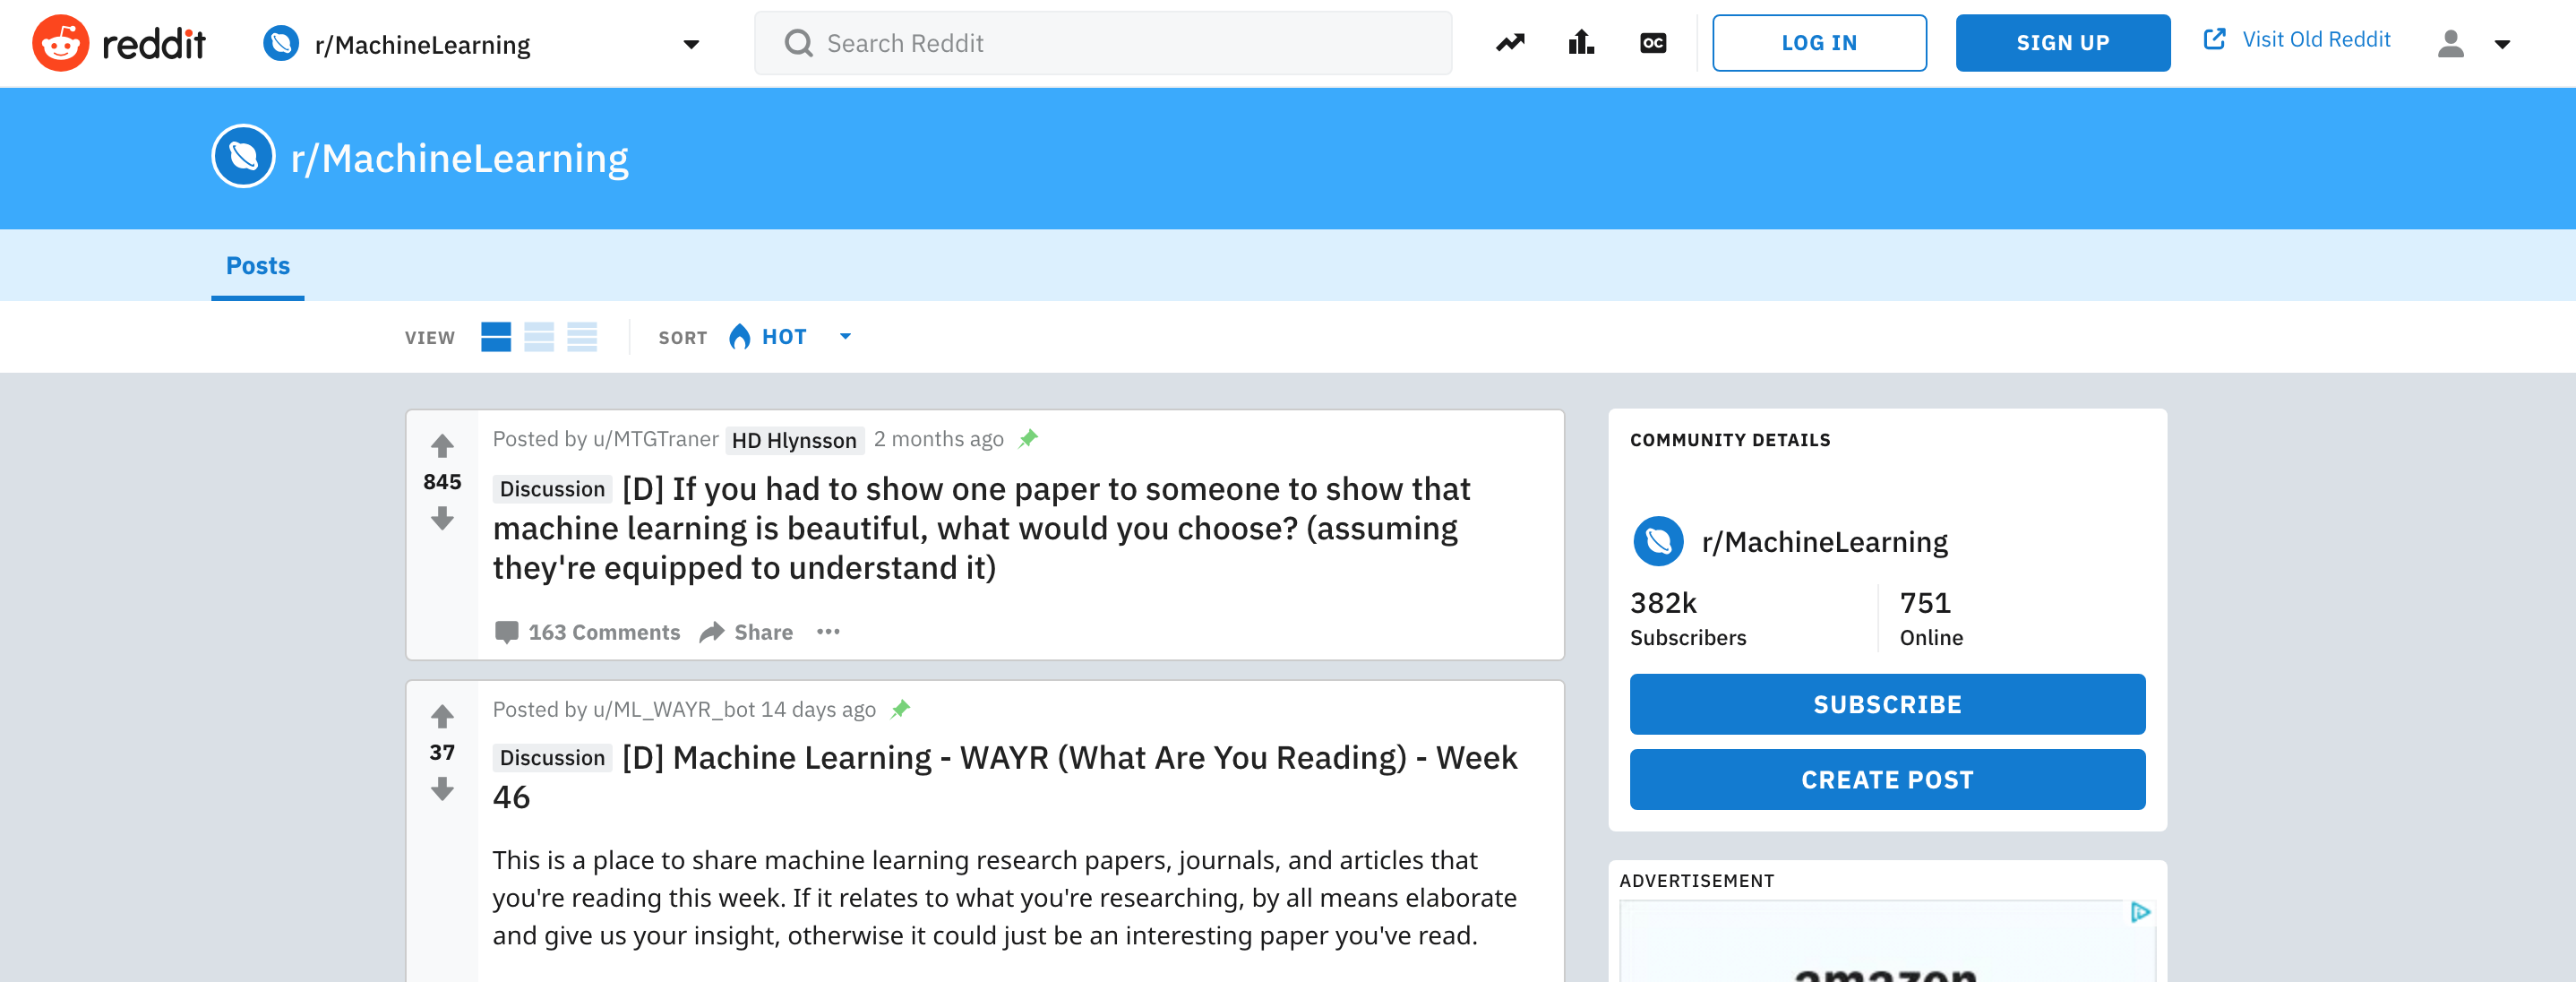 reddit
r/MachineLearning
Search Reddit
OC
LOG IN
SIGN UP
Visit Old Reddit
r/MachineLearning
Posts
VIEW
SORT
HOT
Posted by u/MTGTraner HD Hlynsson 2 months ago
845
Discussion [D] If you had to show one paper to someone to show that
machine learning is beautiful, what would you choose? (assuming
they're equipped to understand it)
163 Comments
Share
Posted by u/ML_WAYR_bot 14 days ago
37
Discussion [D] Machine Learning - WAYR (What Are You Reading) - Week
46
This is a place to share machine learning research papers, journals, and articles that
you're reading this week. If it relates to what you're researching, by all means elaborate
and give us your insight, otherwise it could just be an interesting paper you've read.
COMMUNITY DETAILS
r/MachineLearning
382k
Subscribers
751
Online
SUBSCRIBE
CREATE POST
ADVERTISEMENT
amazon